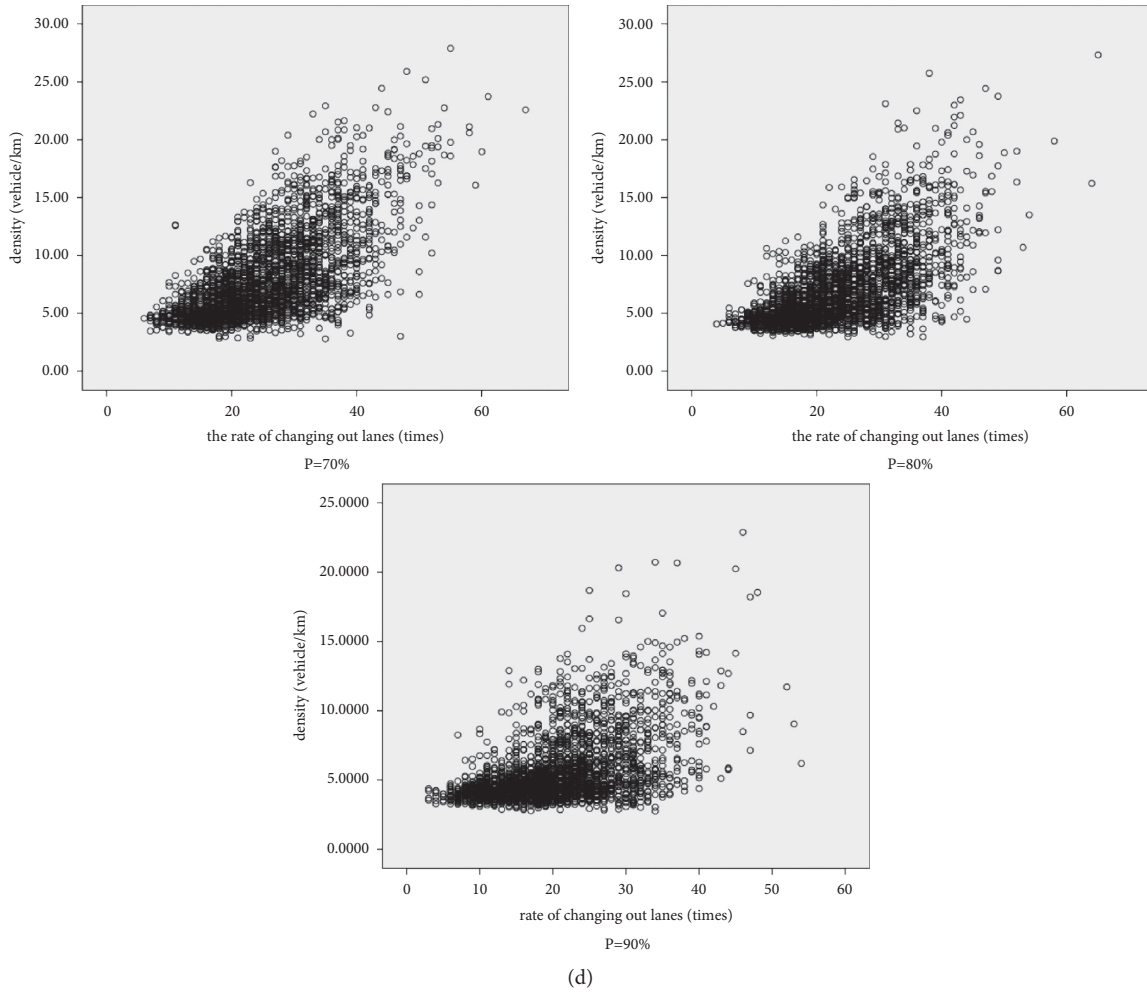 30.00
25.00
20.00
15.00
10.00
5.00
0.00
density (vehicle/km)
0 20 40 60
the rate of changing out lanes (times)
P=70%
30.00
25.00
20.00
15.00
10.00
5.00
0.00
density (vehicle/km)
0 20 40 60
the rate of changing out lanes (times)
P=80%
25.0000
20.0000
15.0000
10.0000
5.0000
0.0000
density (vehicle/km)
0 10 20 30 40 50 60
rate of changing out lanes (times)
P=90%
(d)